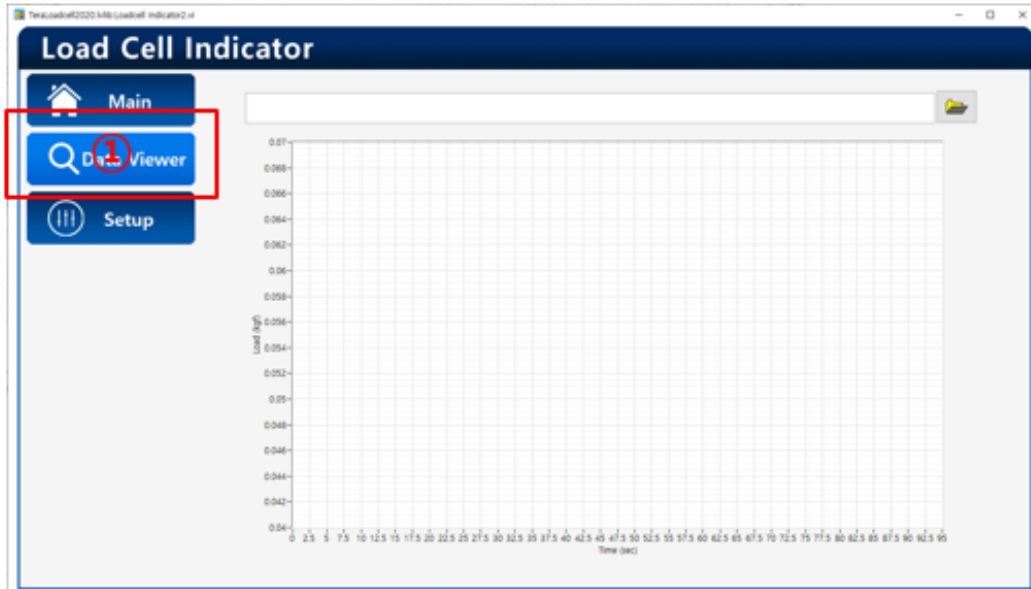 TeraLoadcell2020.lvlib:Loadcell Indicator2.vi
Load Cell Indicator
Main
① Data Viewer
Setup
0.07
0.068
0.066
0.064
0.062
0.06
0.058
0.056
0.054
0.052
0.05
0.048
0.046
0.044
0.042
0.04
Load (kgf)
0 2.5 5 7.5 10 12.5 15 17.5 20 22.5 25 27.5 30 32.5 35 37.5 40 42.5 45 47.5 50 52.5 55 57.5 60 62.5 65 67.5 70 72.5 75 77.5 80 82.5 85 87.5 90 92.5 95
Time (sec)